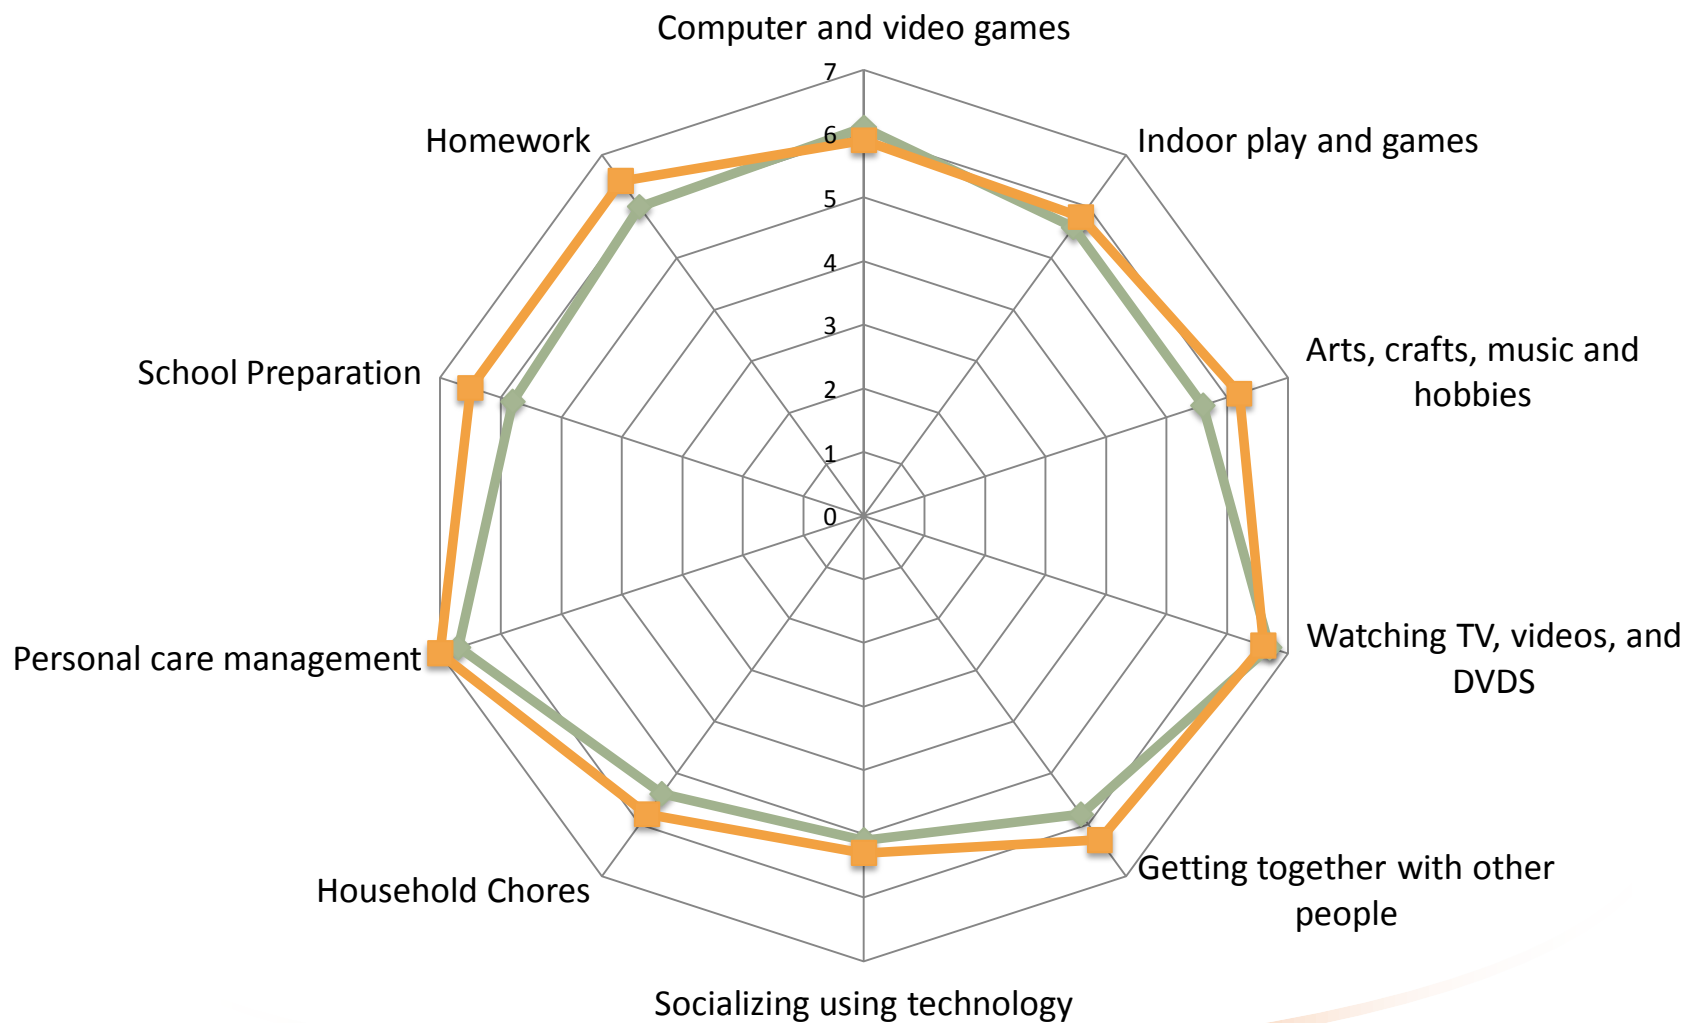 Computer and video games
7
6
5
4
3
2
1
0
Indoor play and games
Arts, crafts, music and
hobbies
Watching TV, videos, and
DVDS
Getting together with other
people
Socializing using technology
Household Chores
Personal care management
School Preparation
Homework